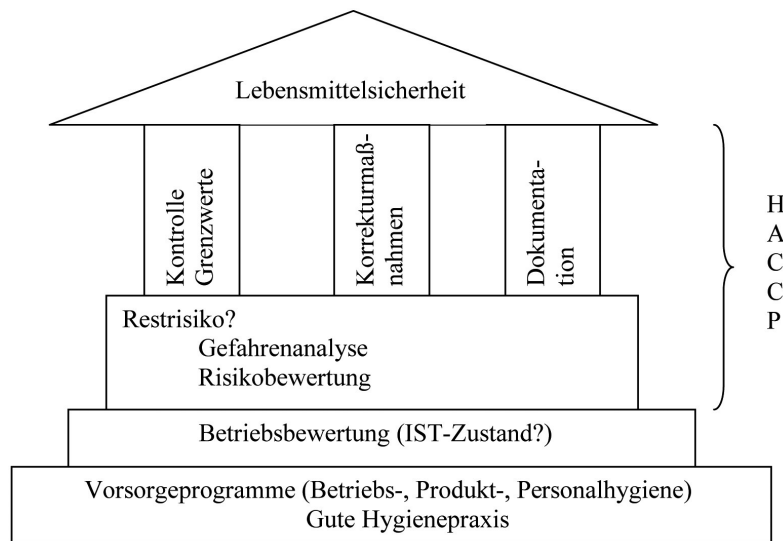 Lebensmittelsicherheit
Kontrolle
Grenzwerte
Korrekturmaß-
nahmen
Dokumenta-
tion
H
A
C
C
P
Restrisiko?
Gefahrenanalyse
Risikobewertung
Betriebsbewertung (IST-Zustand?)
Vorsorgeprogramme (Betriebs-, Produkt-, Personalhygiene)
Gute Hygienepraxis